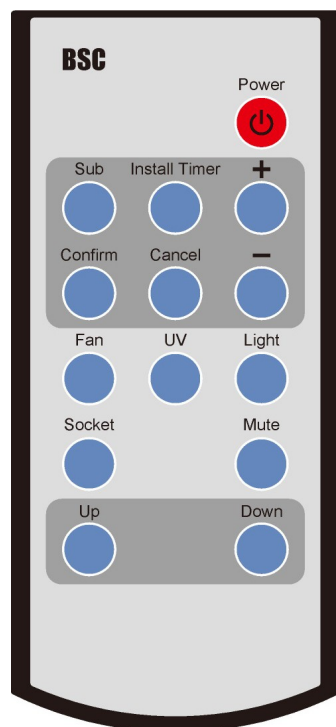 BSC
Power
Sub Install Timer +
Confirm Cancel −
Fan UV Light
Socket Mute
Up Down